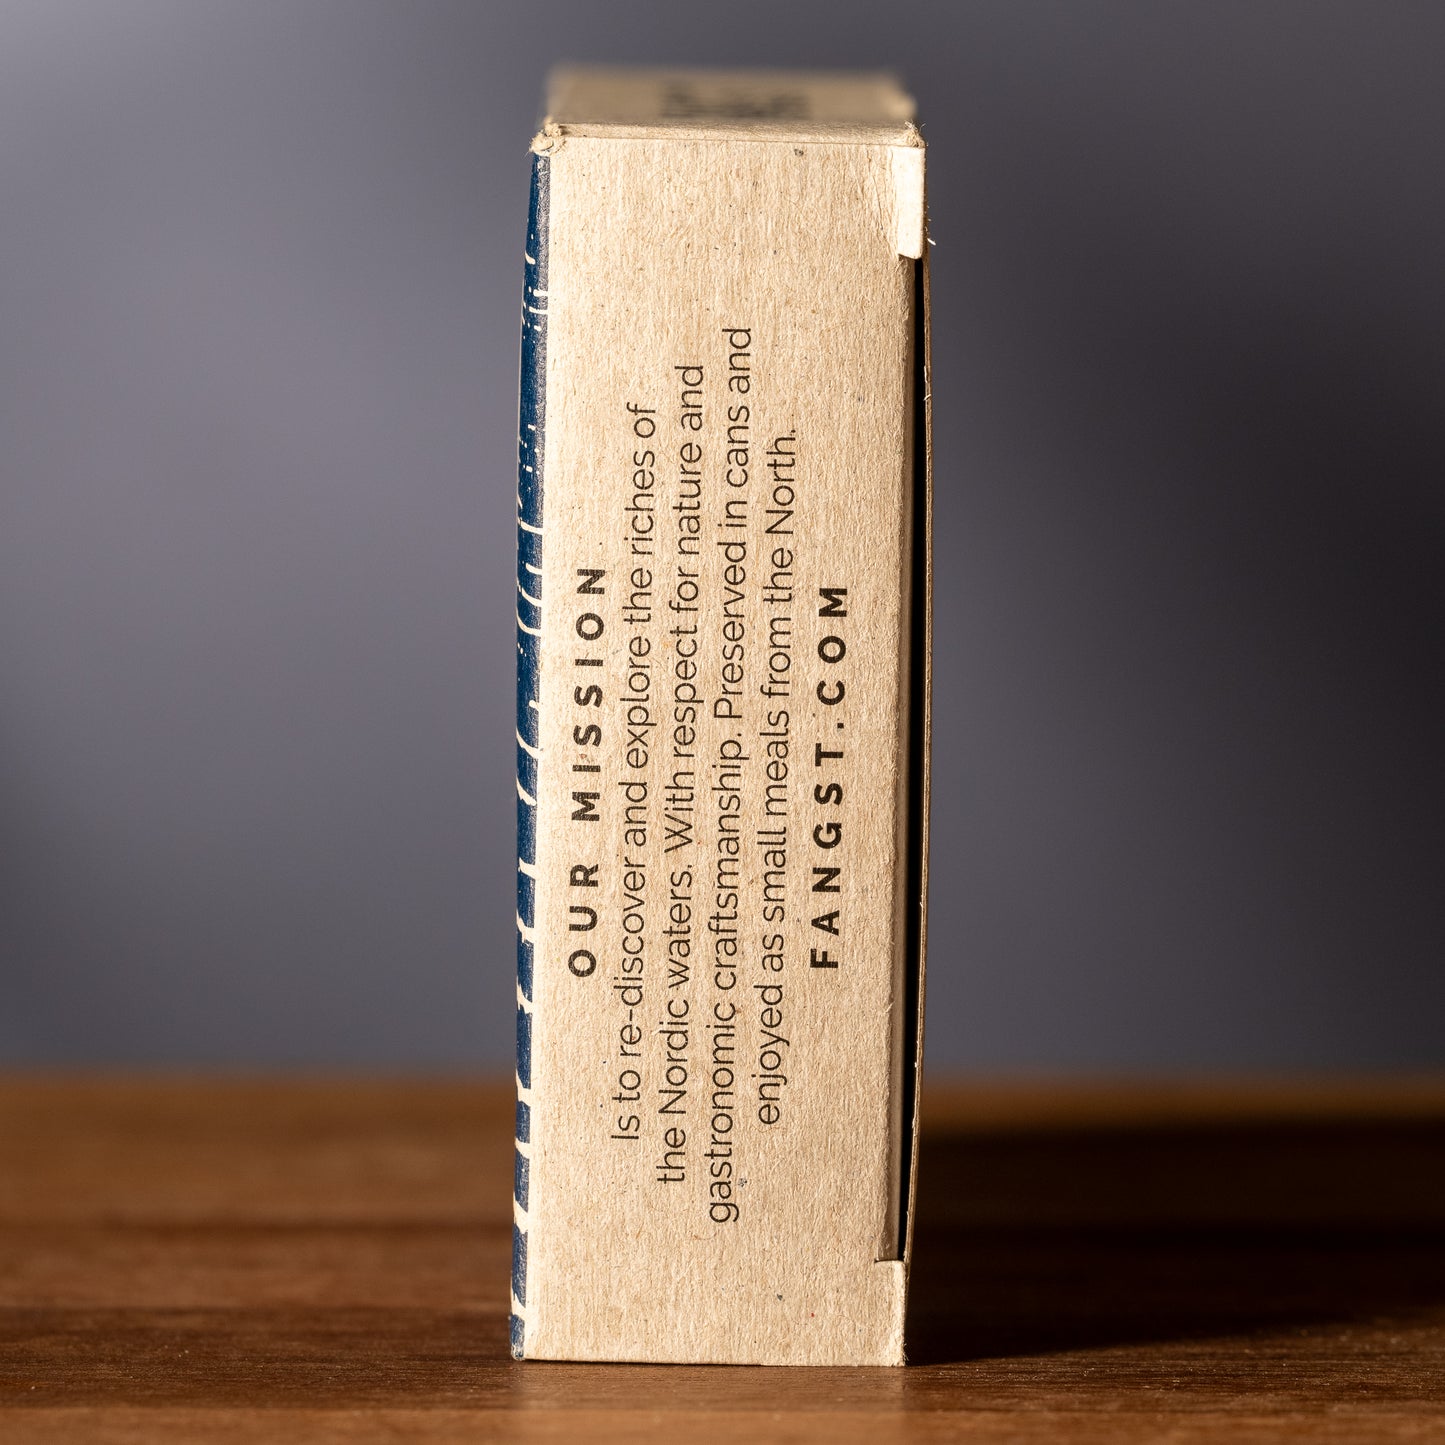 OUR MISSION
Is to re-discover and explore the riches of
the Nordic waters. With respect for nature and
gastronomic craftsmanship. Preserved in cans and
enjoyed as small meals from the North.
FANGST.COM